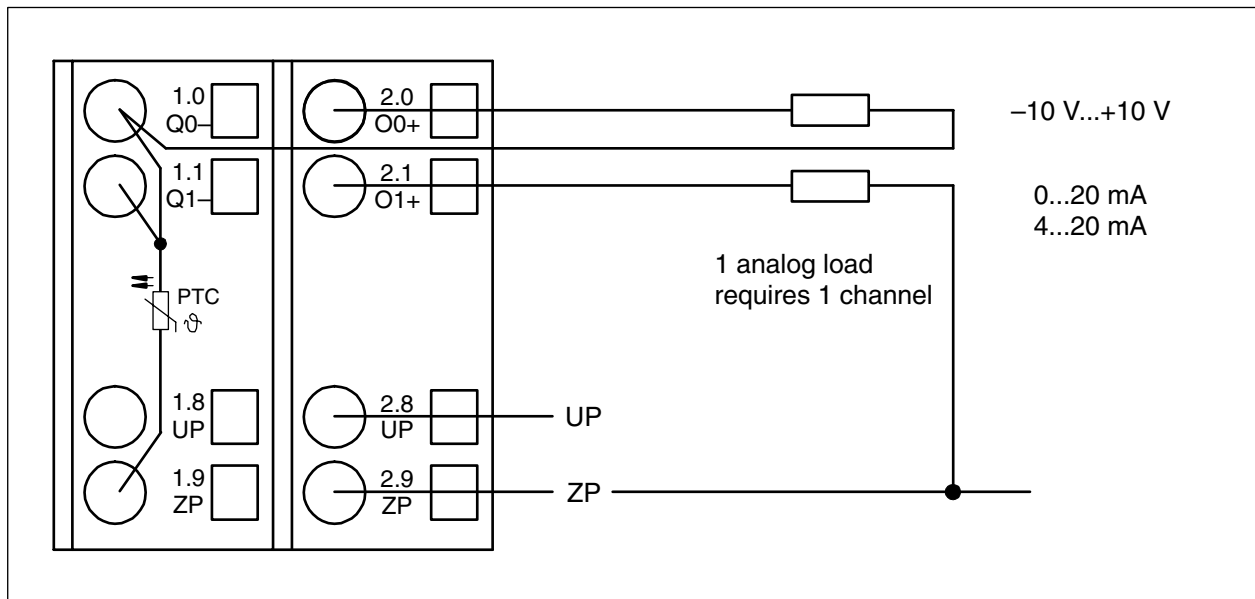 1.0
Q0–
2.0
O0+
–10 V...+10 V
1.1
Q1–
2.1
O1+
0...20 mA
4...20 mA
1 analog load
requires 1 channel
PTC
ϑ
1.8
UP
2.8
UP
UP
1.9
ZP
2.9
ZP
ZP